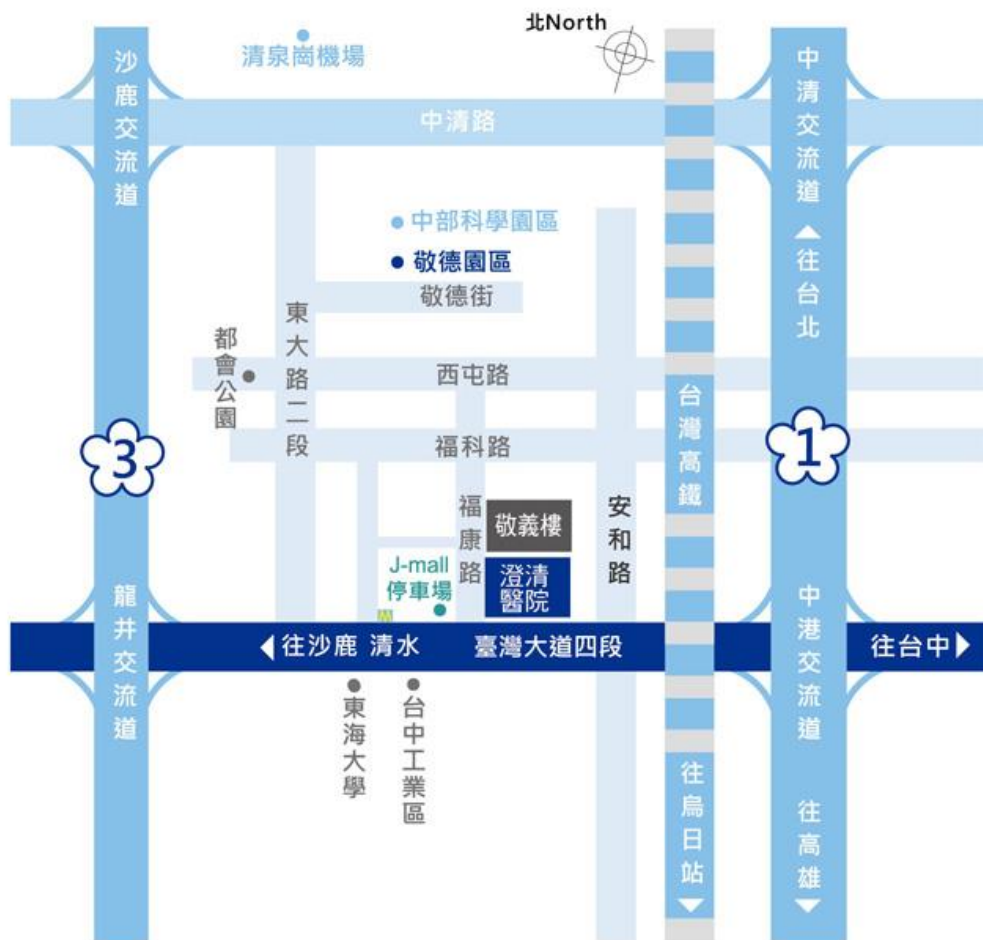 北North
清泉崗機場
沙鹿交流道
中清路
中清交流道
中部科學園區
敬德園區
敬德街
往台北
東大路二段
都會公園
西屯路
台灣高鐵
福科路
3
1
福康路
敬義樓
安和路
J-mall
停車場
澄清
醫院
龍井交流道
中港交流道
往沙鹿 清水
臺灣大道四段
往台中
東海大學
台中工業區
往烏日站
往高雄